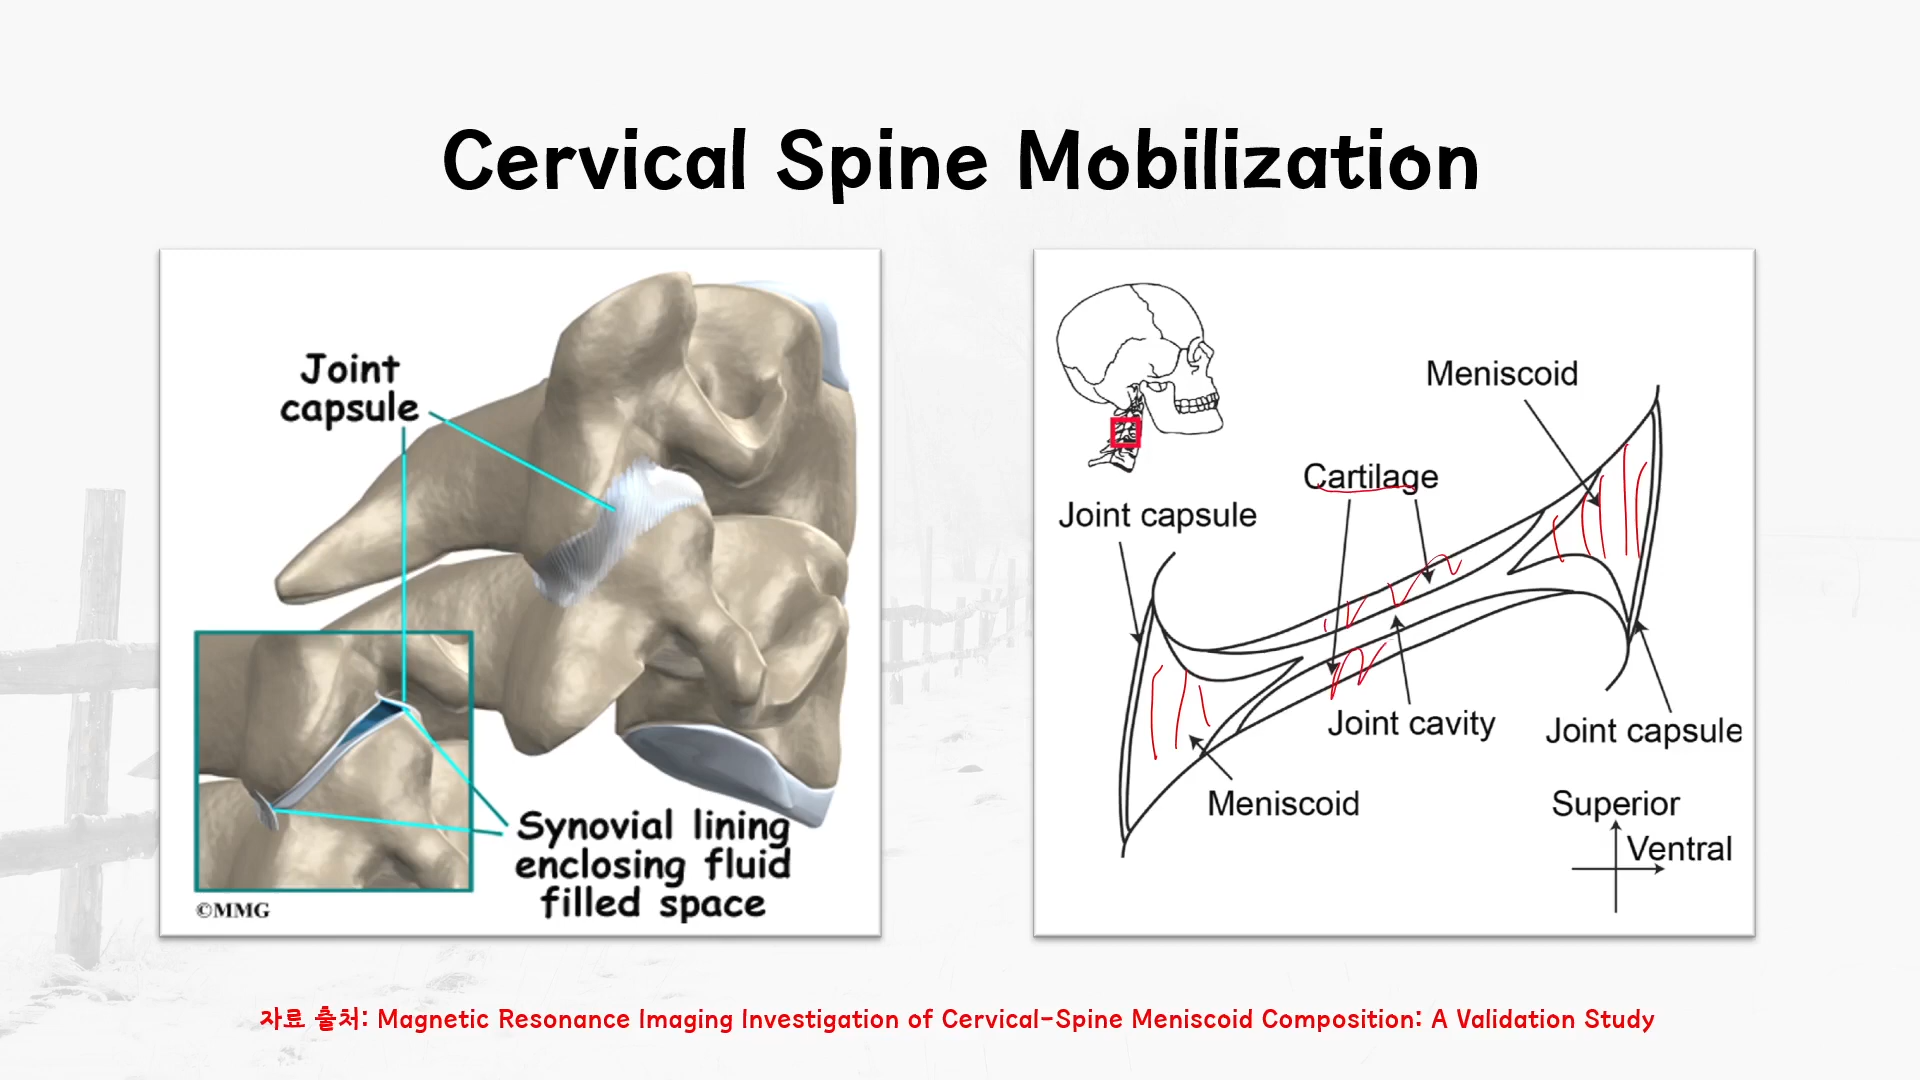 Cervical Spine Mobilization
Joint
capsule
Synovial lining
enclosing fluid
filled space
©MMG
Meniscoid
Cartilage
Joint capsule
Joint cavity
Joint capsule
Meniscoid
Superior
Ventral
자료 출처: Magnetic Resonance Imaging Investigation of Cervical-Spine Meniscoid Composition: A Validation Study